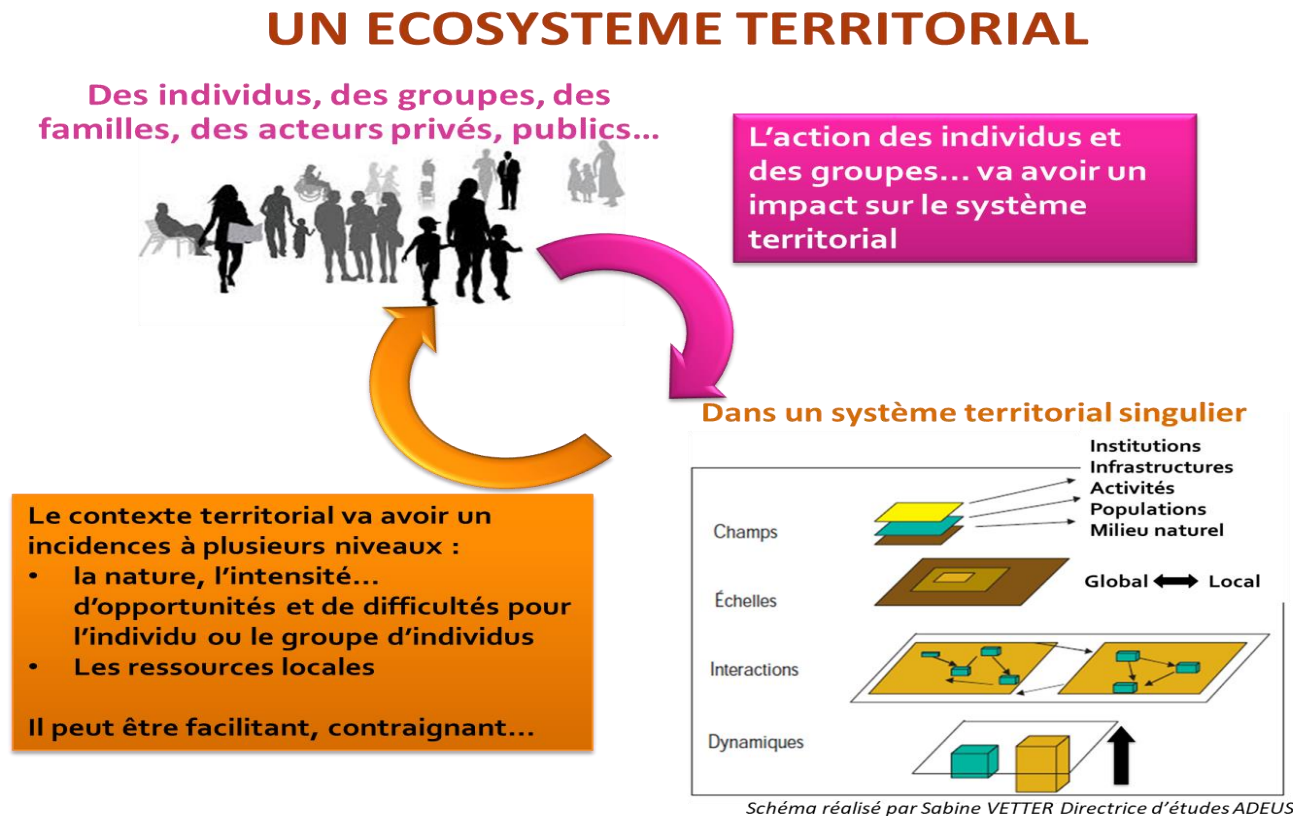 UN ECOSYSTEME TERRITORIAL
Des individus, des groupes, des
familles, des acteurs privés, publics…
L'action des individus et
des groupes… va avoir un
impact sur le système
territorial
Le contexte territorial va avoir un
incidences à plusieurs niveaux :
• la nature, l'intensité…
d'opportunités et de difficultés pour
l'individu ou le groupe d'individus
• Les ressources locales
Il peut être facilitant, contraignant…
Dans un système territorial singulier
Champs
Institutions
Infrastructures
Activités
Populations
Milieu naturel
Échelles
Global Local
Interactions
Dynamiques
Schéma réalisé par Sabine VETTER Directrice d'études ADEUS